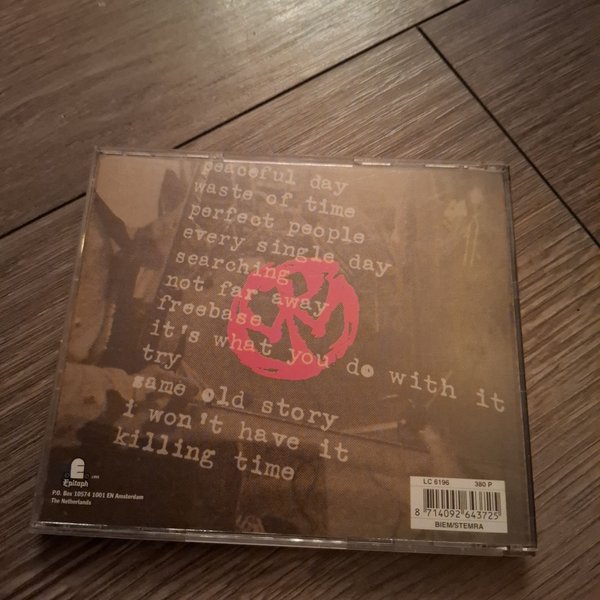 peaceful day
waste of time
perfect people
every single day
searching
not far away
freebase
it's what you do with it
try
same old story
i won't have it
killing time
Epitaph
P.O. Box 10574 1001 EN Amsterdam
The Netherlands
LC 6196 380 P
8 714092 643725
BIEM/STEMRA